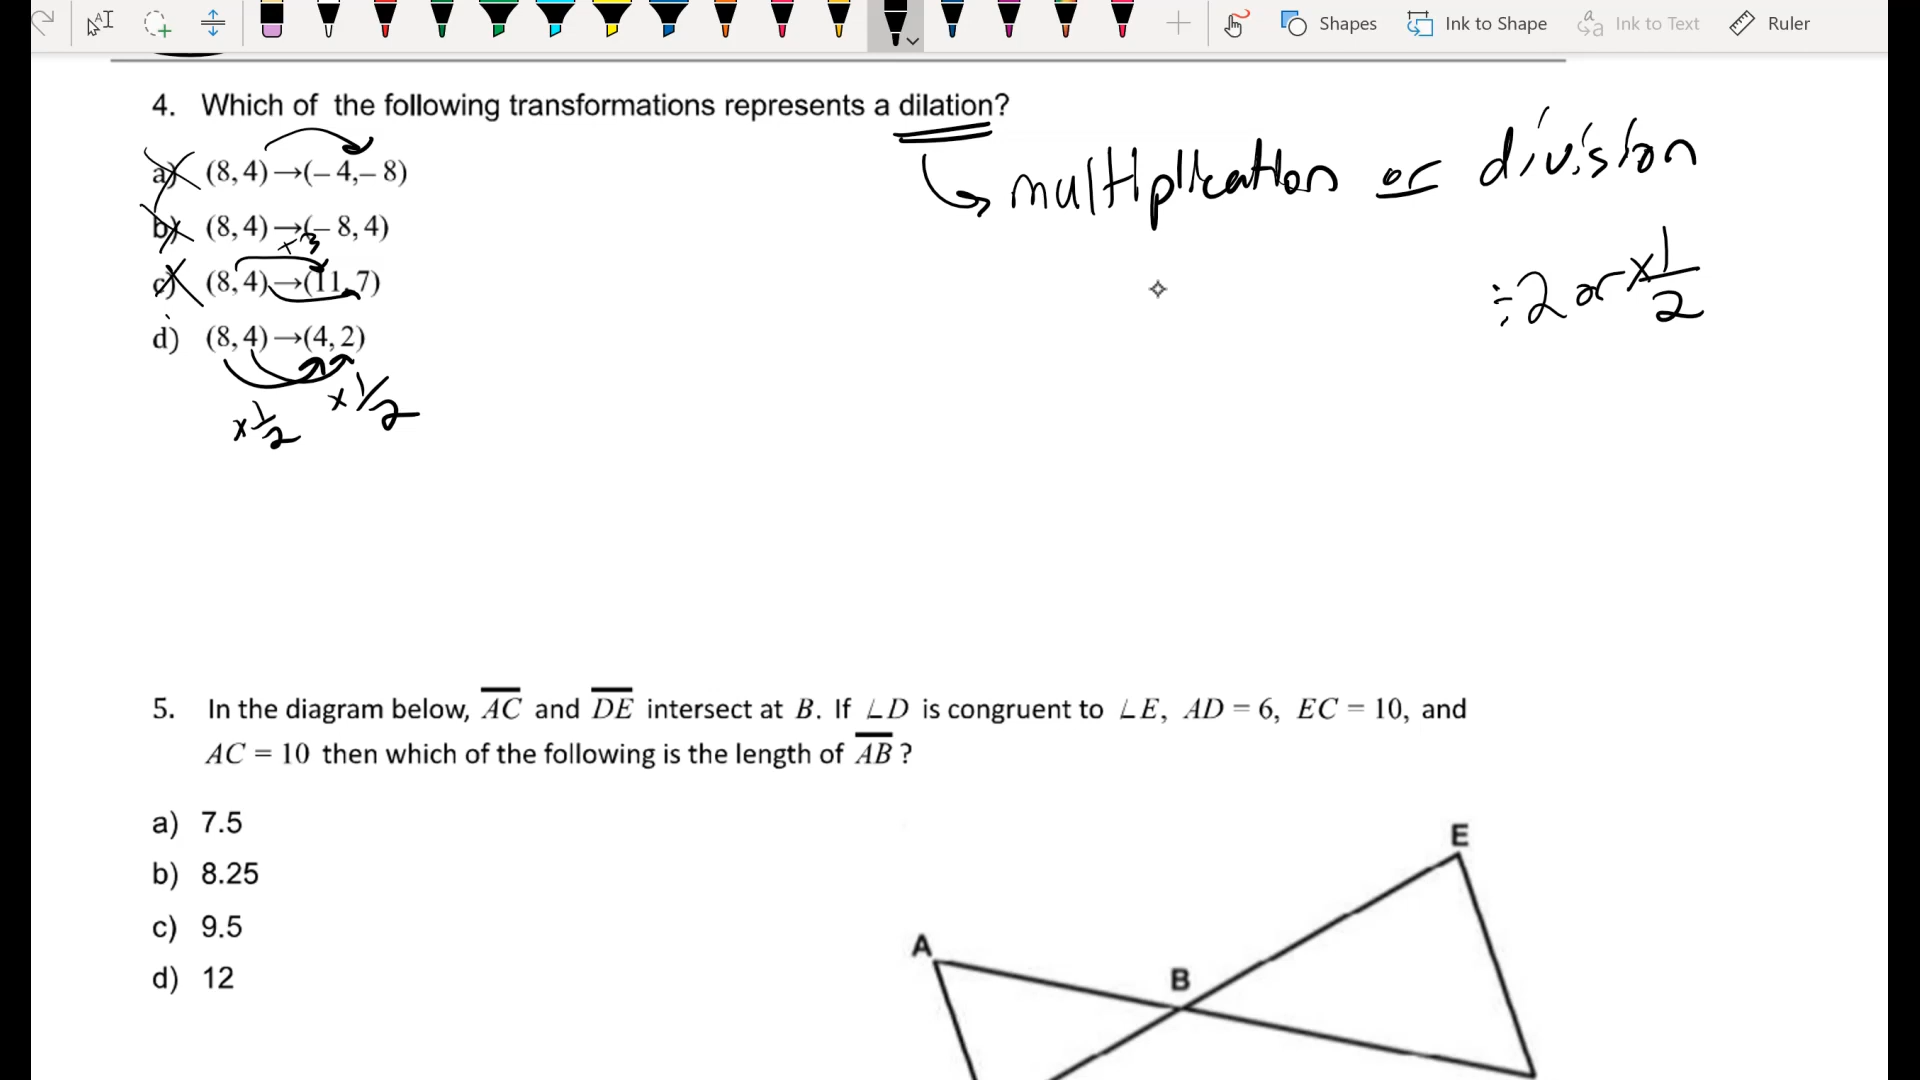 Shapes Ink to Shape Ink to Text Ruler
4. Which of the following transformations represents a dilation?
a) (8,4)→(–4,–8)
b) (8,4)→(–8,4)
+3
c) (8,4)→(11,7)
d) (8,4)→(4,2)
x 1/2 x 1/2
multiplication or division
÷2 or x 1/2
5. In the diagram below, AC and DE intersect at B. If ∠D is congruent to ∠E, AD = 6, EC = 10, and
AC = 10 then which of the following is the length of AB?
a) 7.5
b) 8.25
c) 9.5
d) 12
E
A
B